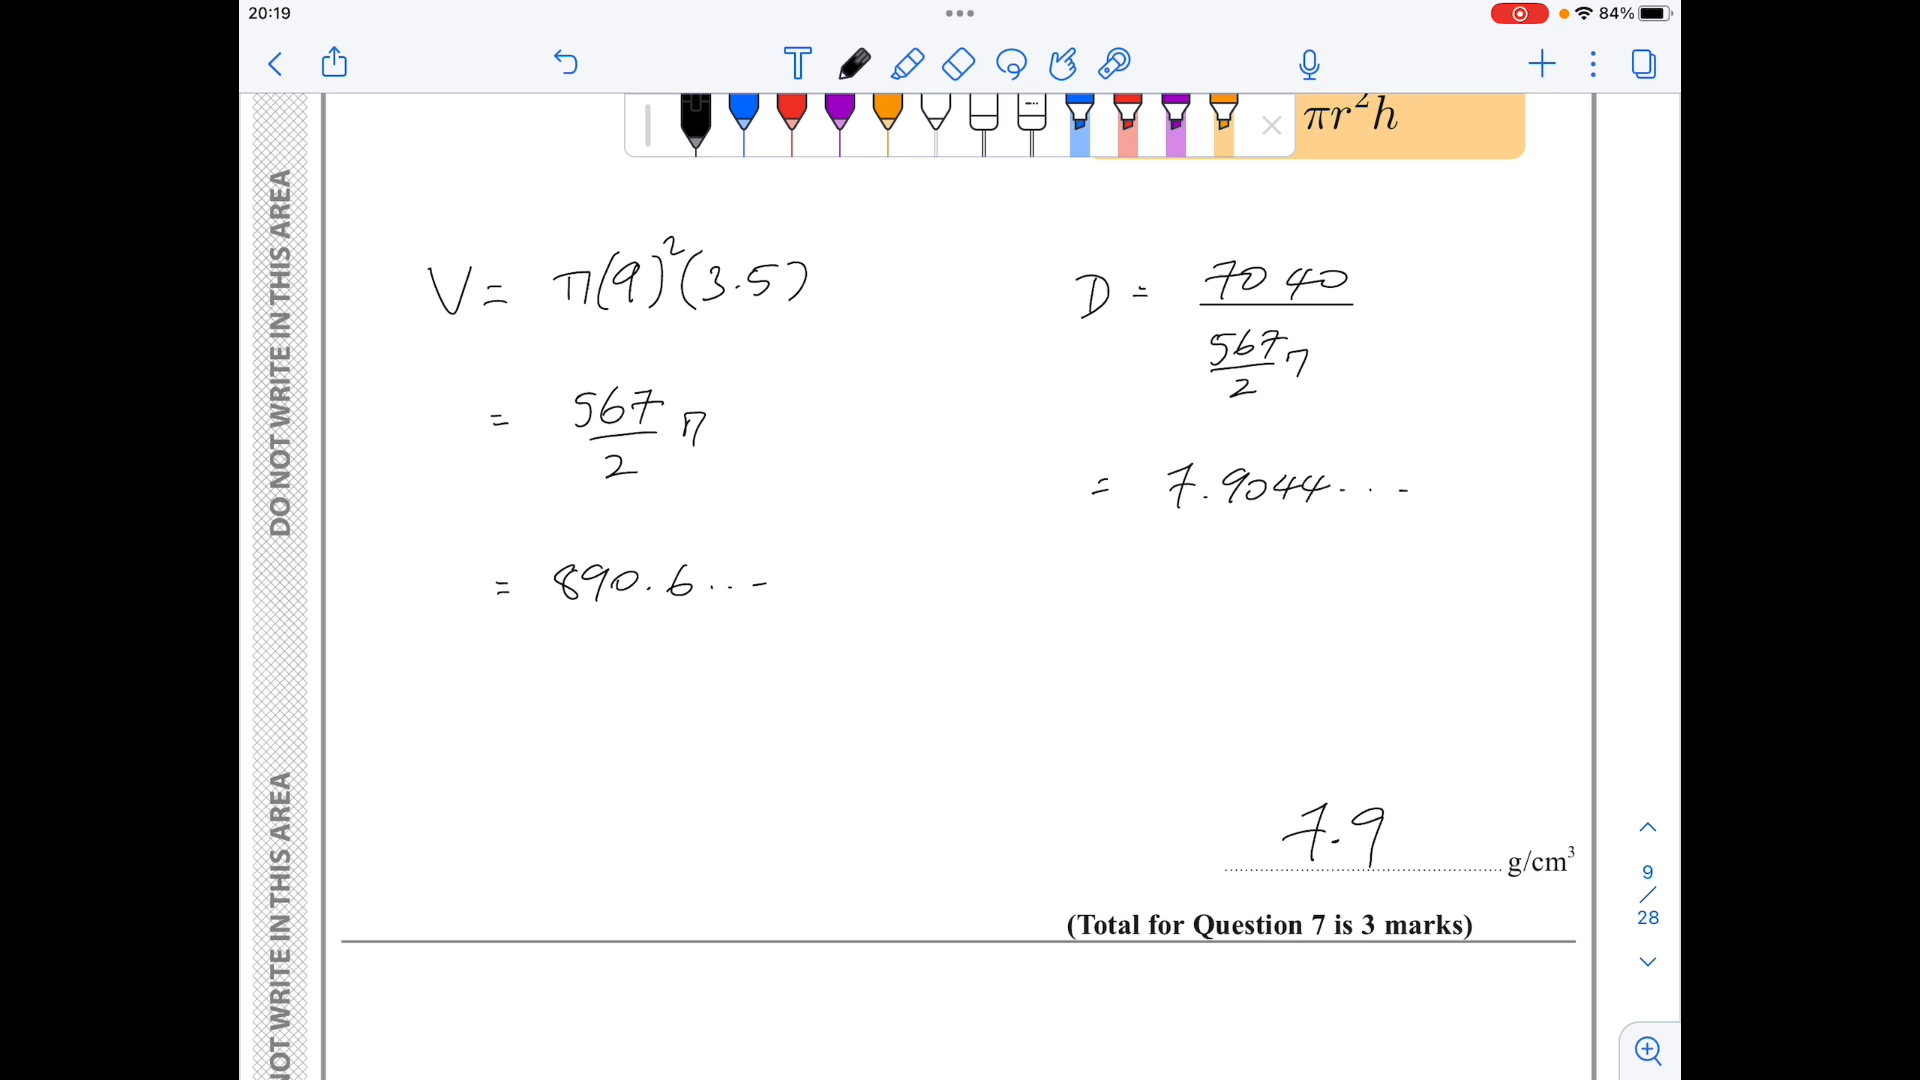 20:19
84%
πr²h
V = π(9)²(3.5)
= 567/2 π
= 890.6...
D = 7040 / (567/2 π)
= 7.9044...
7.9 g/cm³
(Total for Question 7 is 3 marks)
DO NOT WRITE IN THIS AREA
NOT WRITE IN THIS AREA
9
/
28